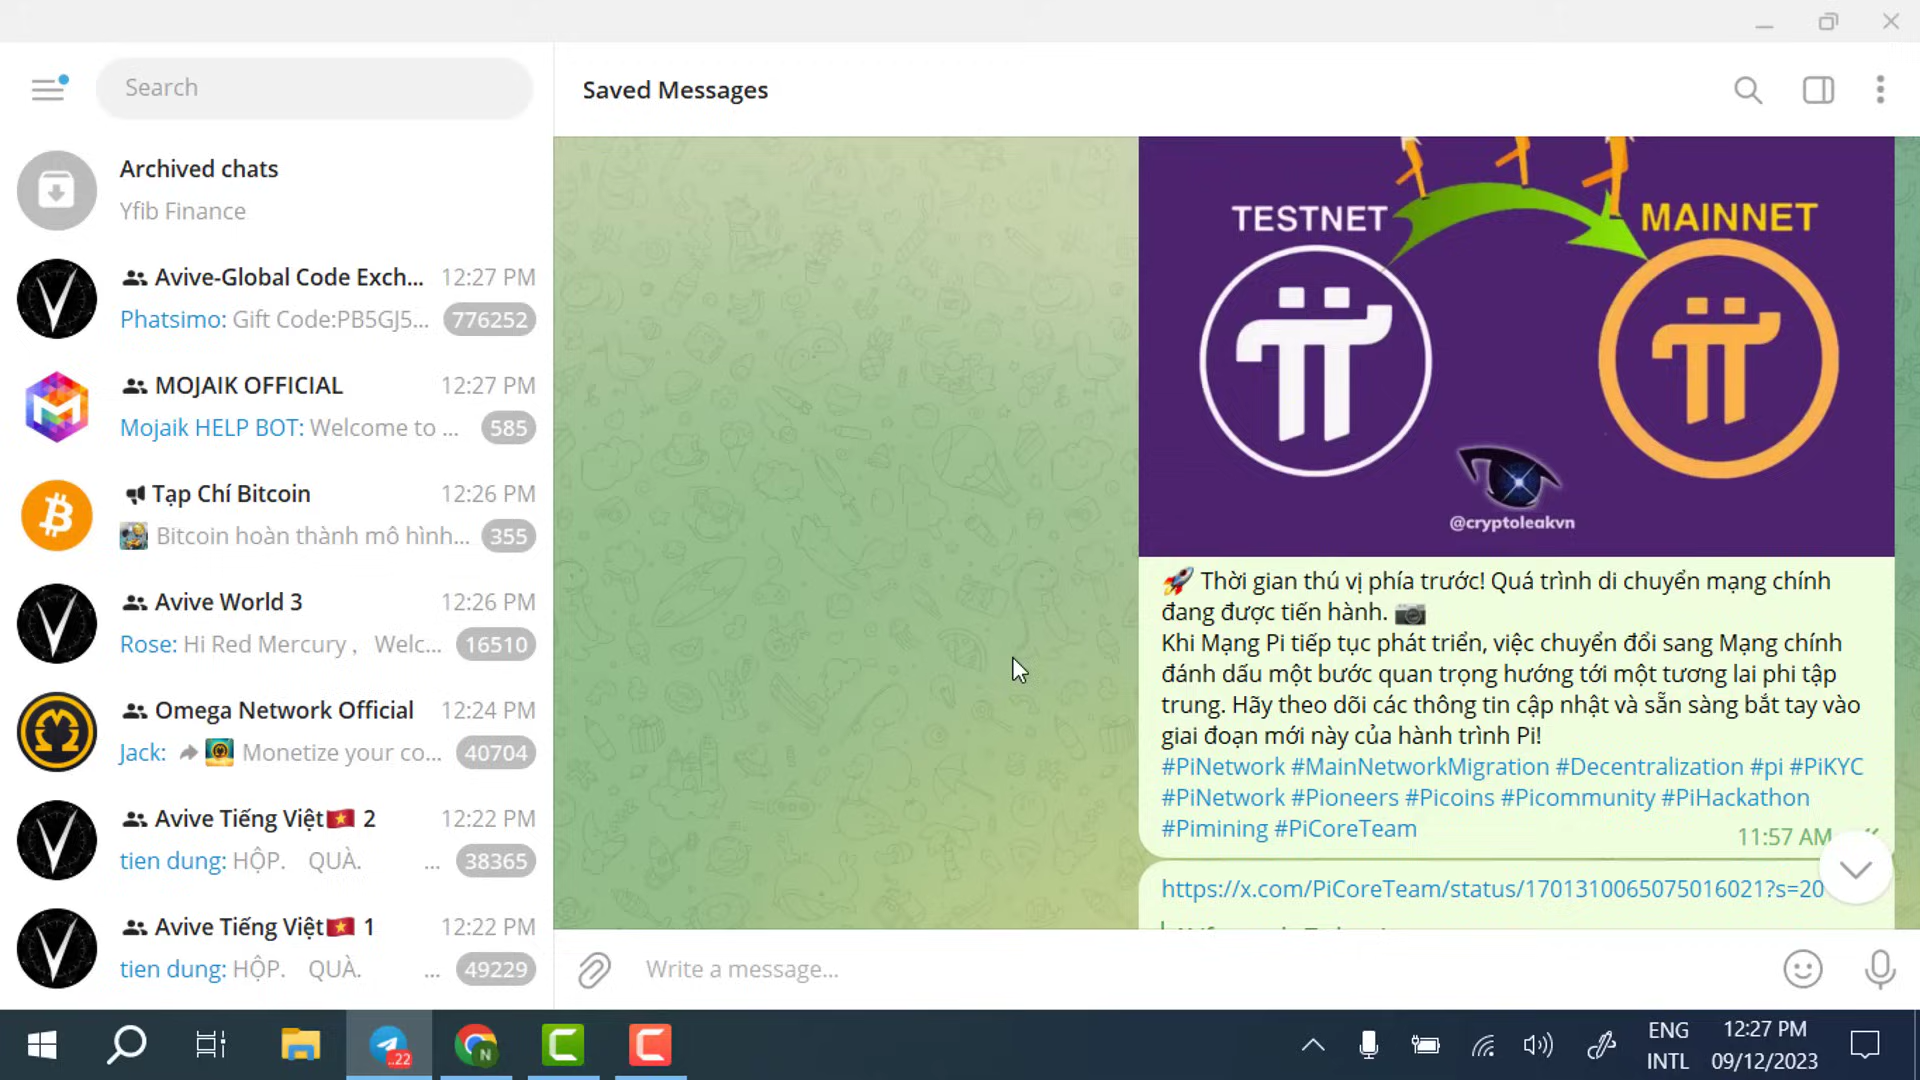 Search
Saved Messages
Archived chats
Yfib Finance
Avive-Global Code Exch... 12:27 PM
Phatsimo: Gift Code:PB5GJ5... 776252
MOJAIK OFFICIAL 12:27 PM
Mojaik HELP BOT: Welcome to ... 585
Tạp Chí Bitcoin 12:26 PM
Bitcoin hoàn thành mô hình... 355
Avive World 3 12:26 PM
Rose: Hi Red Mercury , Welc... 16510
Omega Network Official 12:24 PM
Jack: Monetize your co... 40704
Avive Tiếng Việt🇻🇳 2 12:22 PM
tien dung: HỘP. QUÀ. ... 38365
Avive Tiếng Việt🇻🇳 1 12:22 PM
tien dung: HỘP. QUÀ. ... 49229
TESTNET MAINNET
@cryptoleakvn
🚀 Thời gian thú vị phía trước! Quá trình di chuyển mạng chính
đang được tiến hành. 📷
Khi Mạng Pi tiếp tục phát triển, việc chuyển đổi sang Mạng chính
đánh dấu một bước quan trọng hướng tới một tương lai phi tập
trung. Hãy theo dõi các thông tin cập nhật và sẵn sàng bắt tay vào
giai đoạn mới này của hành trình Pi!
#PiNetwork #MainNetworkMigration #Decentralization #pi #PiKYC
#PiNetwork #Pioneers #Picoins #Picommunity #PiHackathon
#Pimining #PiCoreTeam
11:57 AM
https://x.com/PiCoreTeam/status/1701310065075016021?s=20
Write a message...
..22
N
ENG 12:27 PM
INTL 09/12/2023